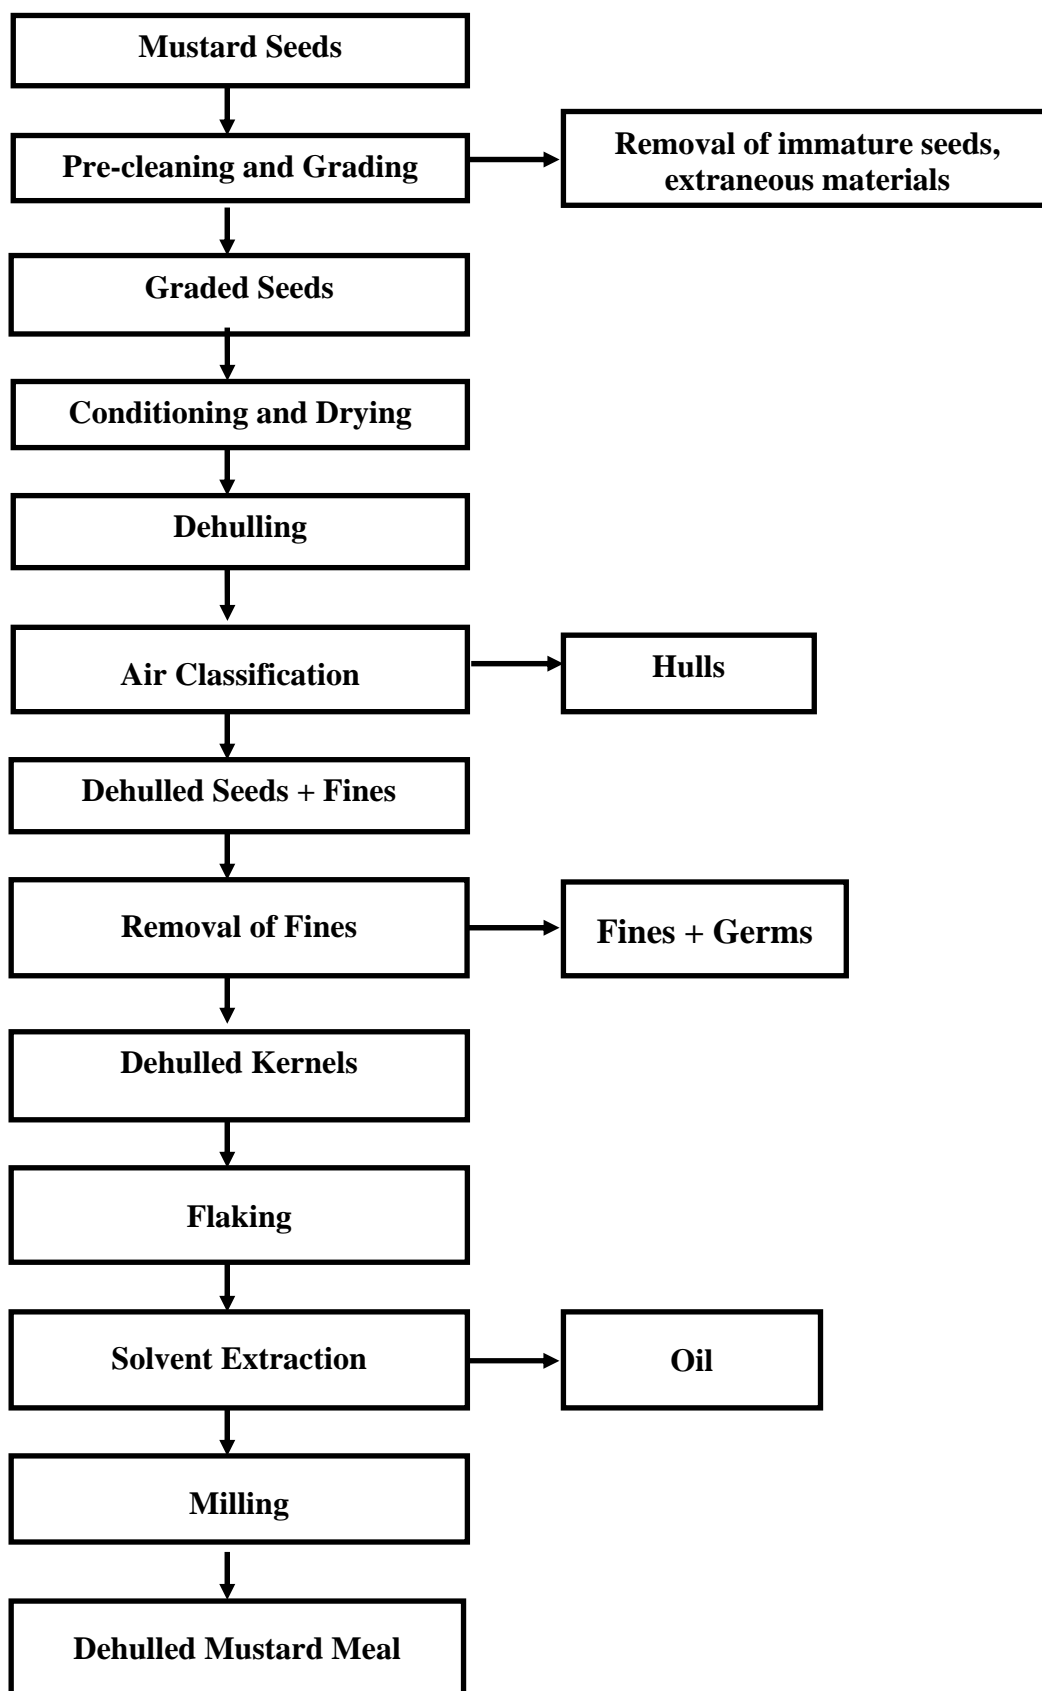 Mustard Seeds
Pre-cleaning and Grading
Removal of immature seeds,
extraneous materials
Graded Seeds
Conditioning and Drying
Dehulling
Air Classification
Hulls
Dehulled Seeds + Fines
Removal of Fines
Fines + Germs
Dehulled Kernels
Flaking
Solvent Extraction
Oil
Milling
Dehulled Mustard Meal